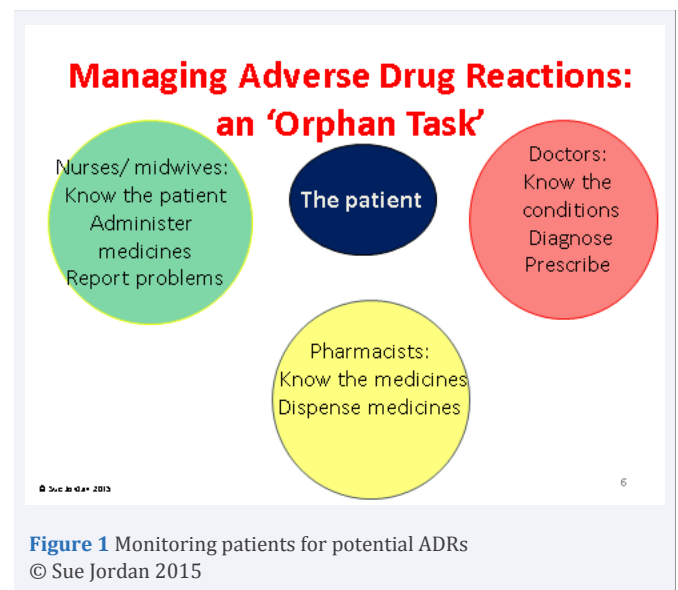 Managing Adverse Drug Reactions:
an ‘Orphan Task’
Nurses/ midwives:
Know the patient
Administer
medicines
Report problems
The patient
Doctors:
Know the
conditions
Diagnose
Prescribe
Pharmacists:
Know the medicines
Dispense medicines
© Sue Jordan 2015
6
Figure 1 Monitoring patients for potential ADRs
© Sue Jordan 2015